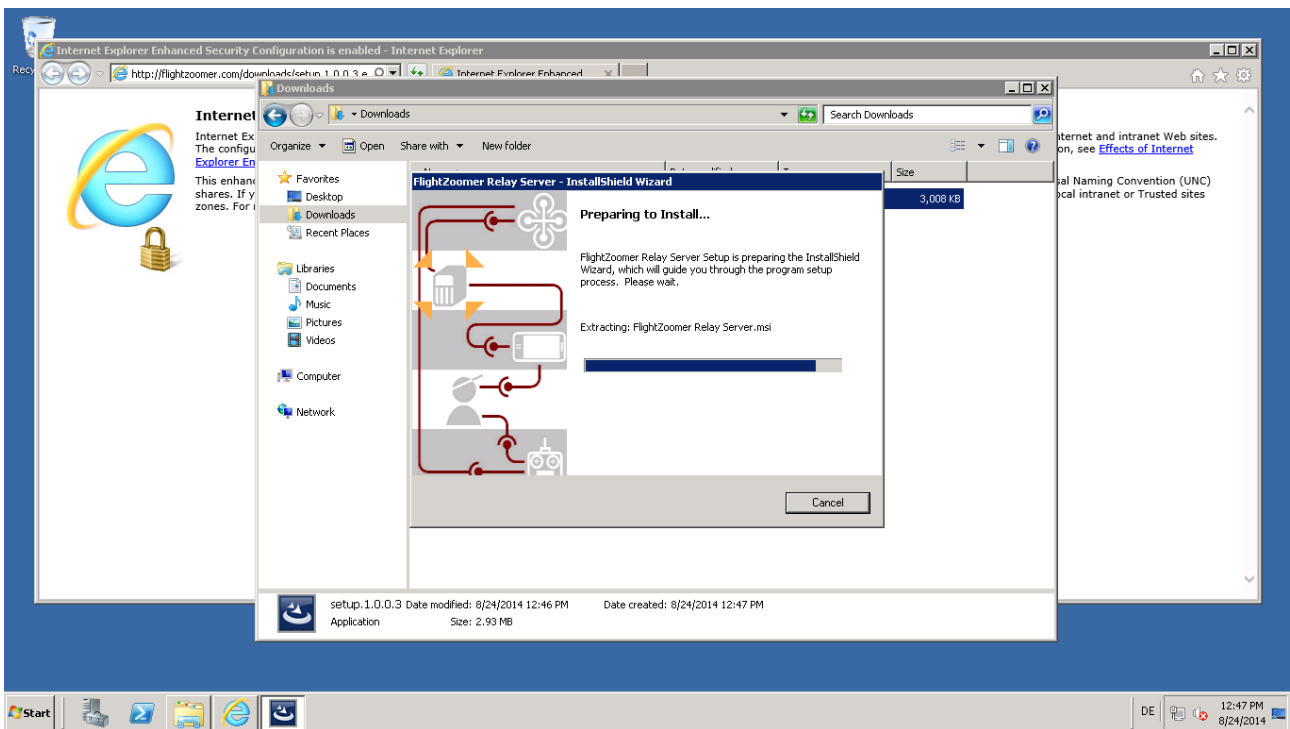 Internet Explorer Enhanced Security Configuration is enabled - Internet Explorer
http://flightzoomer.com/downloads/setup.1.0.0.3.e
Internet Explorer Enhanced
Downloads
Downloads
Search Downloads
Organize
Open
Share with
New folder
Internet
Internet Ex
The configu
Explorer En
This enhan
shares. If y
zones. For
nternet and intranet Web sites.
on, see Effects of Internet
sal Naming Convention (UNC)
ocal intranet or Trusted sites
Favorites
Desktop
Downloads
Recent Places
Libraries
Documents
Music
Pictures
Videos
Computer
Network
Size
3,008 KB
FlightZoomer Relay Server - InstallShield Wizard
Preparing to Install...
FlightZoomer Relay Server Setup is preparing the InstallShield
Wizard, which will guide you through the program setup
process. Please wait.
Extracting: FlightZoomer Relay Server.msi
Cancel
setup.1.0.0.3 Date modified: 8/24/2014 12:46 PM Date created: 8/24/2014 12:47 PM
Application Size: 2.93 MB
Start
DE
12:47 PM
8/24/2014